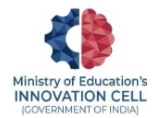 Ministry of Education's
INNOVATION CELL
(GOVERNMENT OF INDIA)